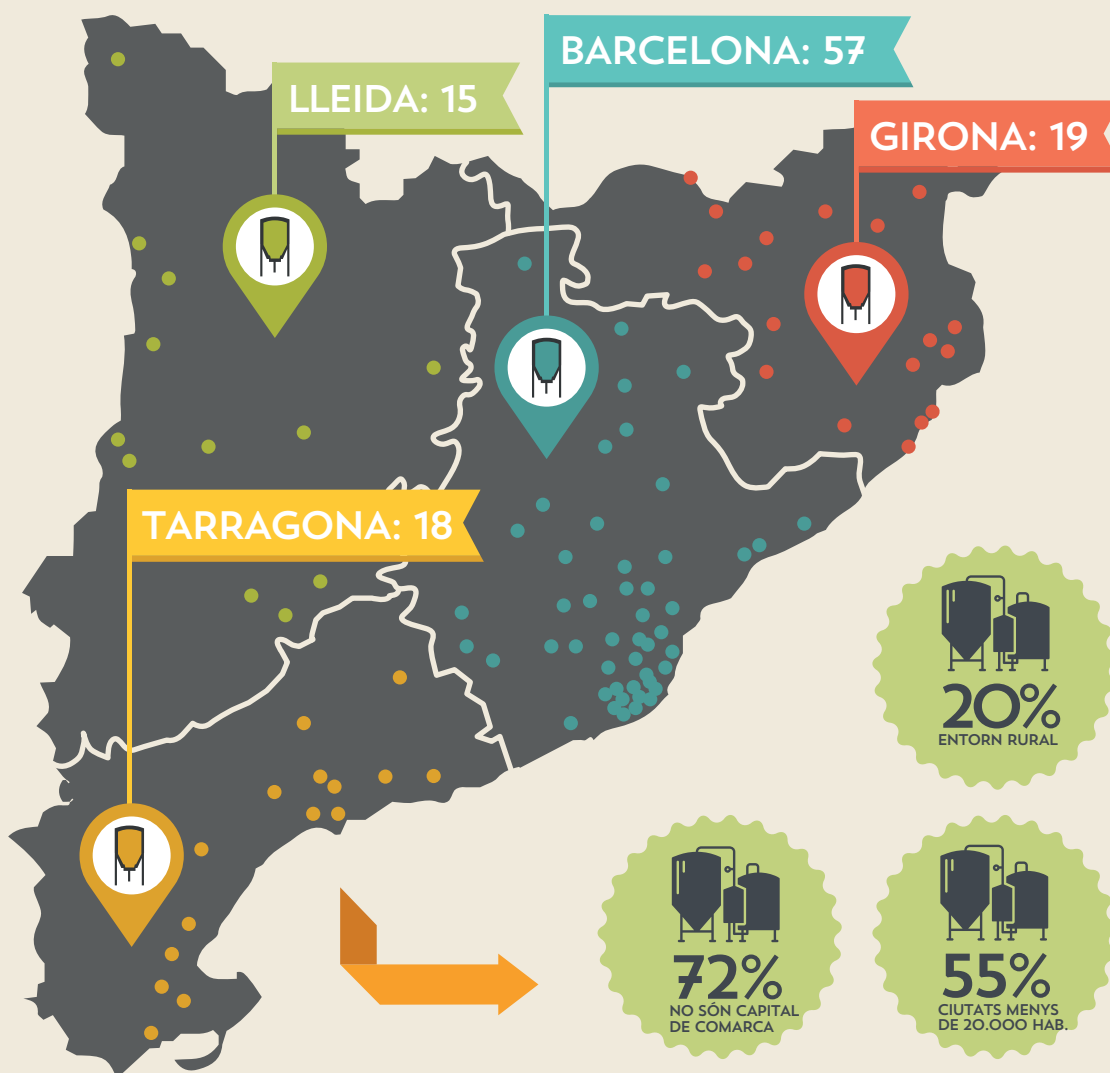 BARCELONA: 57
LLEIDA: 15
GIRONA: 19
TARRAGONA: 18
20%
ENTORN RURAL
72%
NO SÓN CAPITAL
DE COMARCA
55%
CIUTATS MENYS
DE 20.000 HAB.